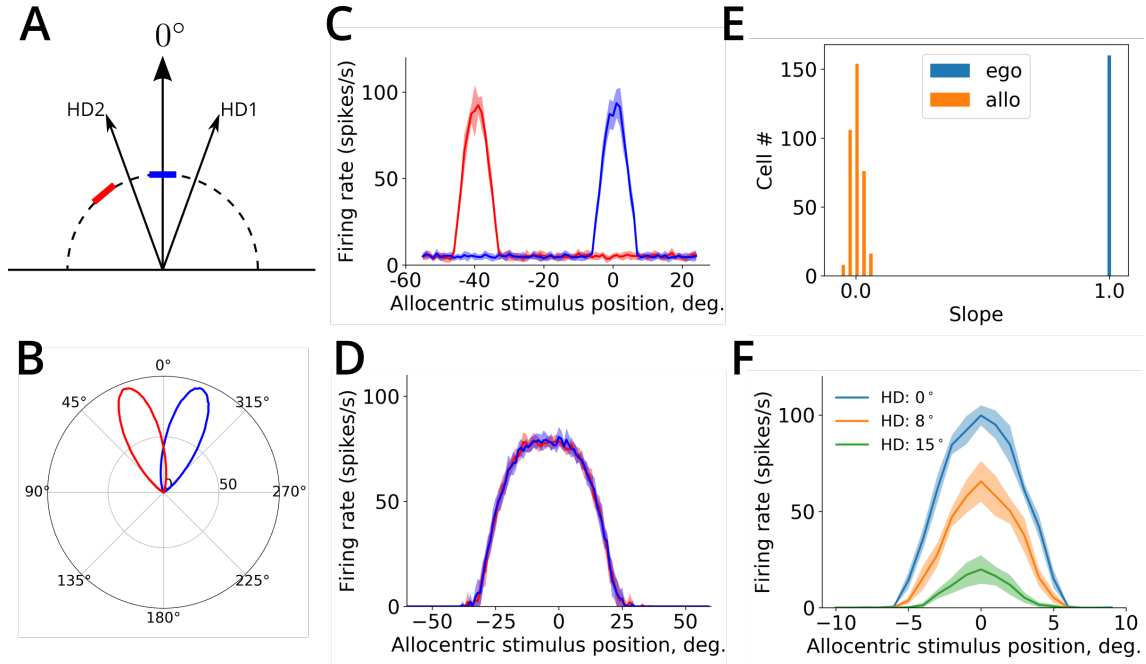 A
0°
HD2
HD1
B
0°
45°
315°
90°
0
50
270°
135°
225°
180°
C
Firing rate (spikes/s)
100
50
0
-60
-40
-20
0
20
Allocentric stimulus position, deg.
D
Firing rate (spikes/s)
100
50
0
−50
−25
0
25
50
Allocentric stimulus position, deg.
E
Cell #
150
100
50
0
ego
allo
0.0
1.0
Slope
F
Firing rate (spikes/s)
100
50
0
HD: 0°
HD: 8°
HD: 15°
−10
−5
0
5
10
Allocentric stimulus position, deg.